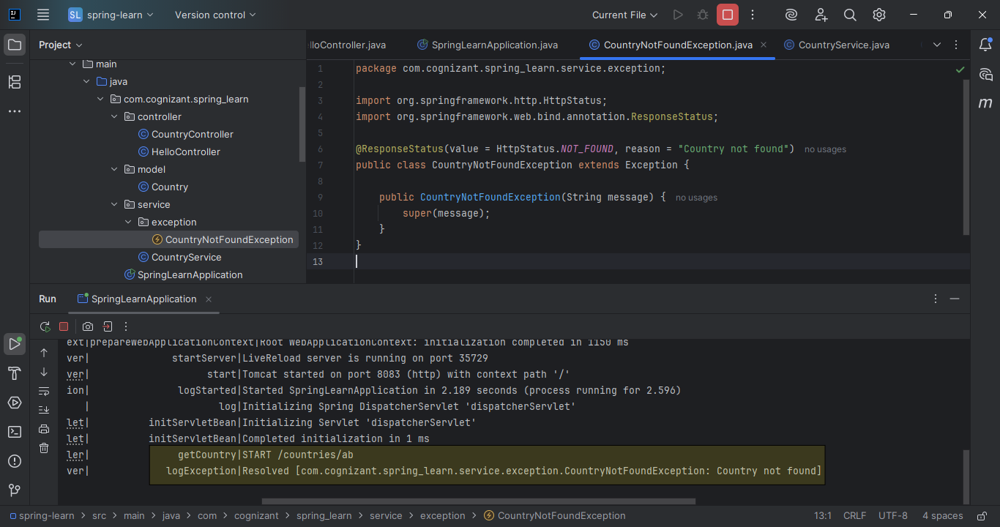 SL spring-learn Version control Current File
Project
main
java
com.cognizant.spring_learn
controller
CountryController
HelloController
model
Country
service
exception
CountryNotFoundException
CountryService
SpringLearnApplication
lloController.java SpringLearnApplication.java CountryNotFoundException.java CountryService.java
1 package com.cognizant.spring_learn.service.exception;
2
3 import org.springframework.http.HttpStatus;
4 import org.springframework.web.bind.annotation.ResponseStatus;
5
6 @ResponseStatus(value = HttpStatus.NOT_FOUND, reason = "Country not found") no usages
7 public class CountryNotFoundException extends Exception {
8
9 public CountryNotFoundException(String message) { no usages
10 super(message);
11 }
12 }
13
Run SpringLearnApplication
ext|prepareWebApplicationContext|Root WebApplicationContext: initialization completed in 1150 ms
ver| startServer|LiveReload server is running on port 35729
ver| start|Tomcat started on port 8083 (http) with context path '/'
ion| logStarted|Started SpringLearnApplication in 2.189 seconds (process running for 2.596)
| log|Initializing Spring DispatcherServlet 'dispatcherServlet'
let| initServletBean|Initializing Servlet 'dispatcherServlet'
let| initServletBean|Completed initialization in 1 ms
ler| getCountry|START /countries/ab
ver| logException|Resolved [com.cognizant.spring_learn.service.exception.CountryNotFoundException: Country not found]
spring-learn > src > main > java > com > cognizant > spring_learn > service > exception > CountryNotFoundException 13:1 CRLF UTF-8 4 spaces